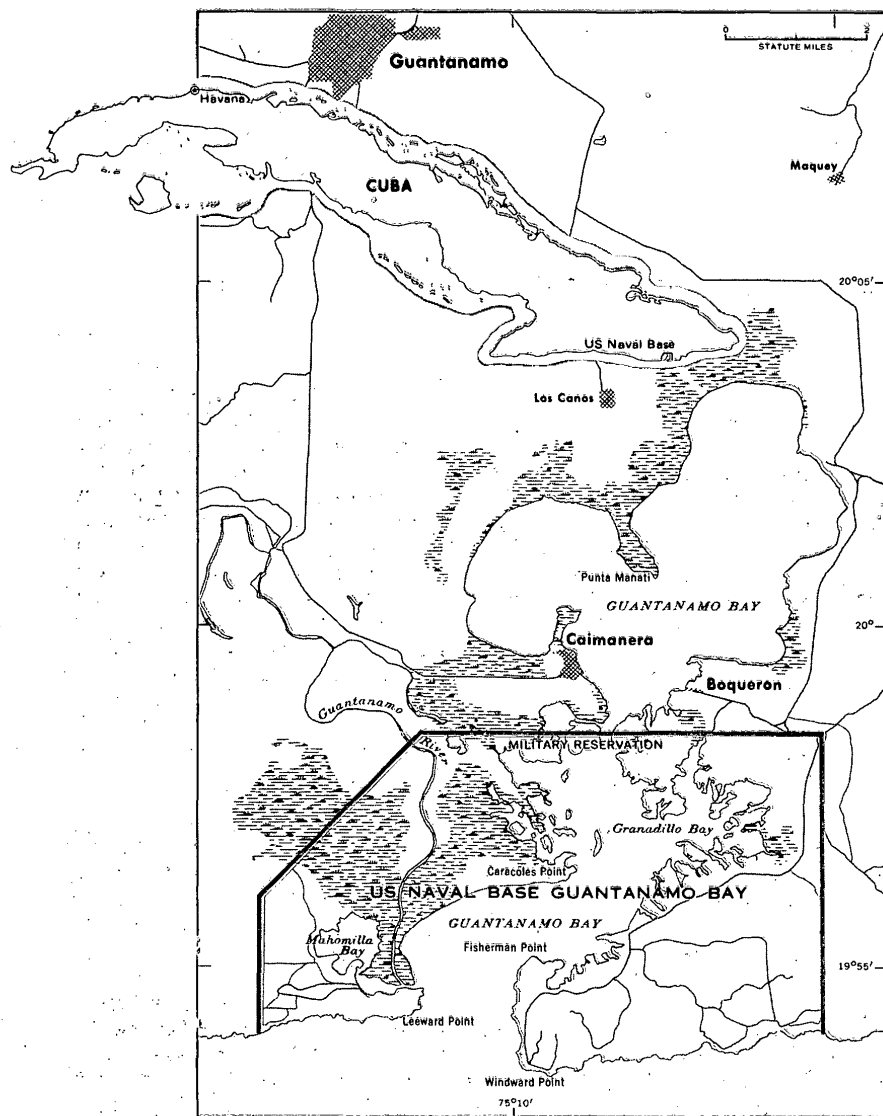 0 2
STATUTE MILES
Guantanamo
Havana
Maquey
CUBA
20°05'
US Naval Base
Los Canos
Punta Manati
GUANTANAMO BAY
20°
Caimanera
Boqueron
Guantanamo
River
MILITARY RESERVATION
Granadillo Bay
Caracoles Point
US NAVAL BASE GUANTANAMO BAY
GUANTANAMO BAY
Mahomilla
Bay
Fisherman Point
19°55'
Leeward Point
Windward Point
75°10'